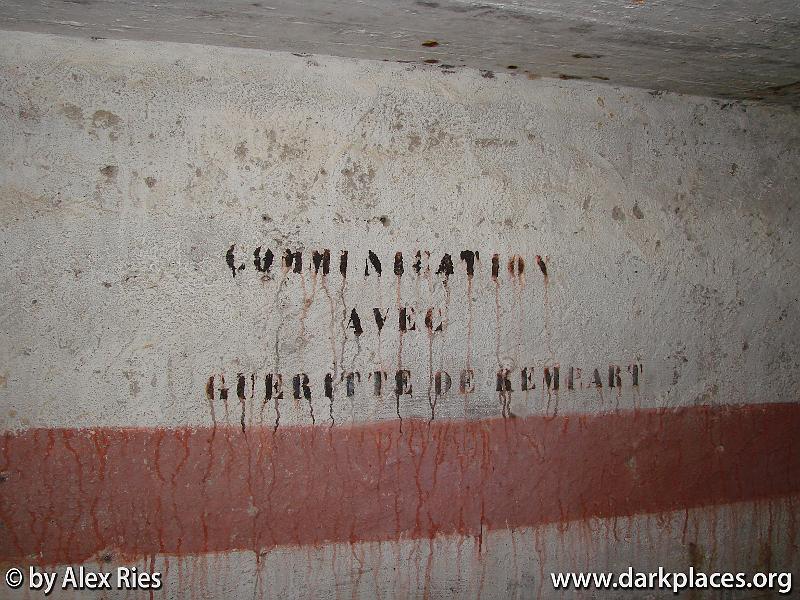 COMMUNICATION
AVEC
GUERITTE DE REMPART
© by Alex Ries
www.darkplaces.org